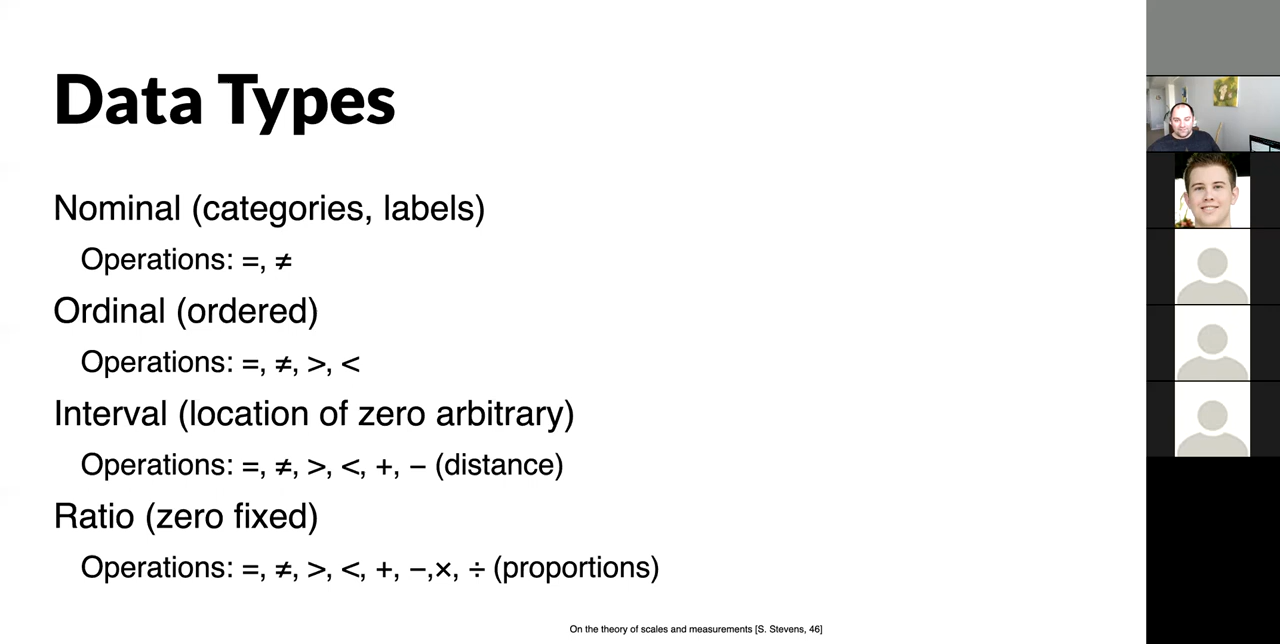 Data Types
Nominal (categories, labels)
Operations: =, ≠
Ordinal (ordered)
Operations: =, ≠, >, <
Interval (location of zero arbitrary)
Operations: =, ≠, >, <, +, − (distance)
Ratio (zero fixed)
Operations: =, ≠, >, <, +, −,×, ÷ (proportions)
On the theory of scales and measurements [S. Stevens, 46]